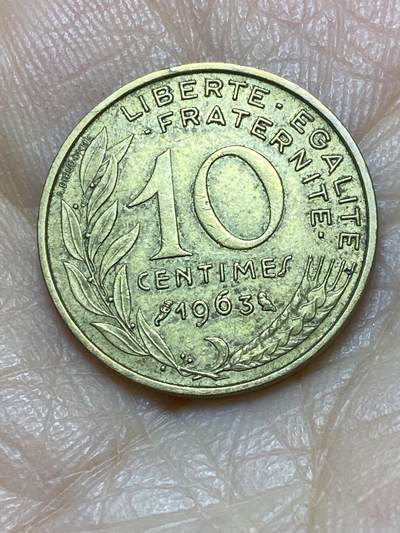 LIBERTE · EGALITE
FRATERNITE ·
10
CENTIMES
1963